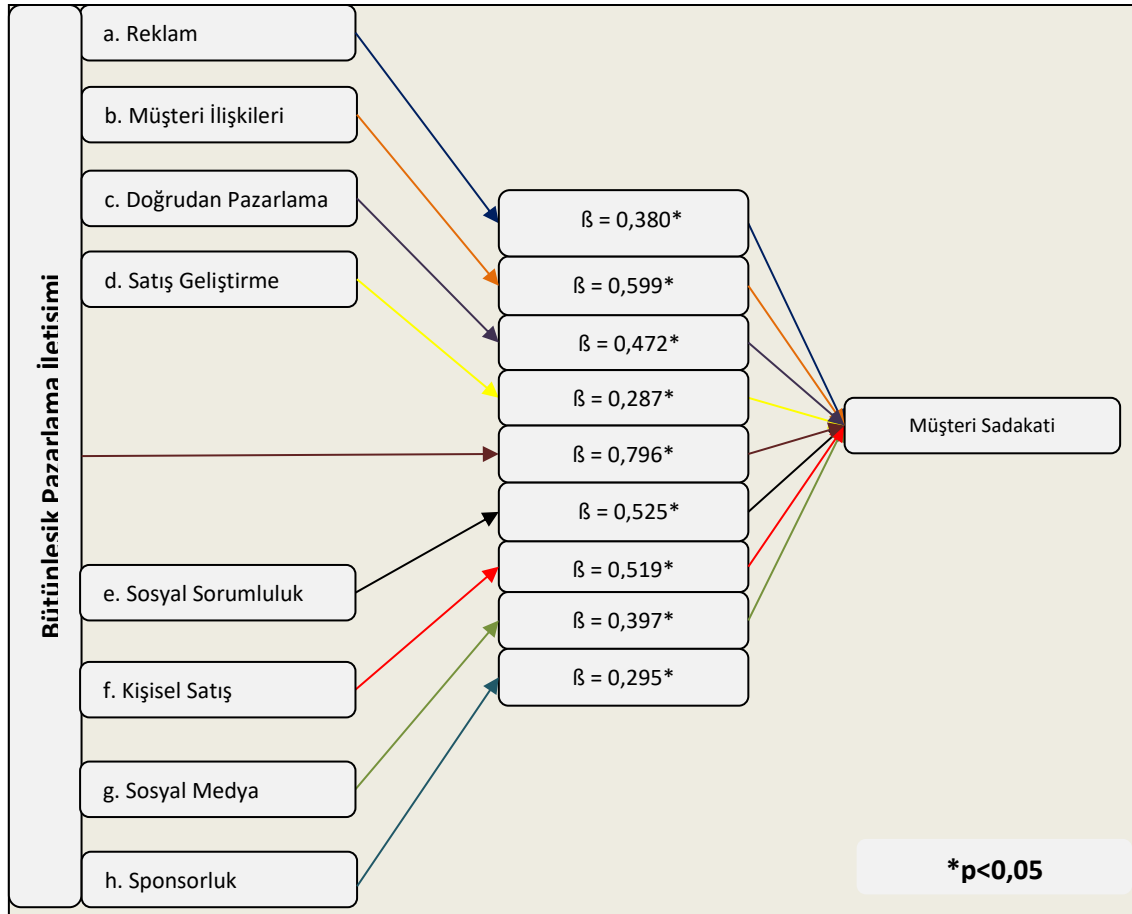 Bütünleşik Pazarlama İletişimi
a. Reklam
b. Müşteri İlişkileri
c. Doğrudan Pazarlama
d. Satış Geliştirme
e. Sosyal Sorumluluk
f. Kişisel Satış
g. Sosyal Medya
h. Sponsorluk
ß = 0,380*
ß = 0,599*
ß = 0,472*
ß = 0,287*
ß = 0,796*
ß = 0,525*
ß = 0,519*
ß = 0,397*
ß = 0,295*
Müşteri Sadakati
*p<0,05